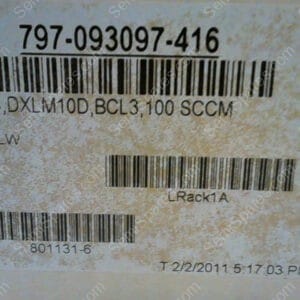 797-093097-416
,DXLM10D,BCL3,100 SCCM
LW
LRack1A
801131-6
T 2/2/2011 5:17:03 P